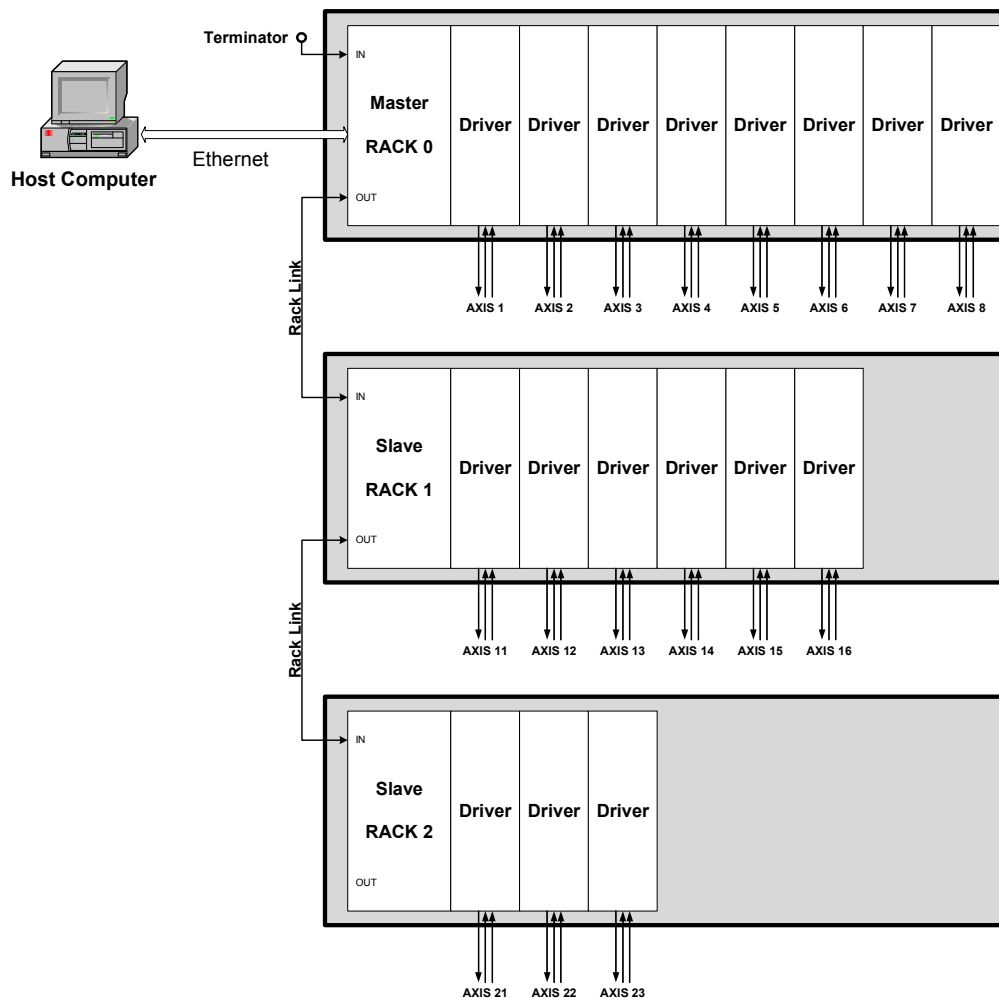 Terminator
IN
Master
RACK 0
OUT
Driver Driver Driver Driver Driver Driver Driver Driver
Ethernet
Host Computer
AXIS 1 AXIS 2 AXIS 3 AXIS 4 AXIS 5 AXIS 6 AXIS 7 AXIS 8
Rack Link
IN
Slave
RACK 1
OUT
Driver Driver Driver Driver Driver Driver
AXIS 11 AXIS 12 AXIS 13 AXIS 14 AXIS 15 AXIS 16
Rack Link
IN
Slave
RACK 2
OUT
Driver Driver Driver
AXIS 21 AXIS 22 AXIS 23